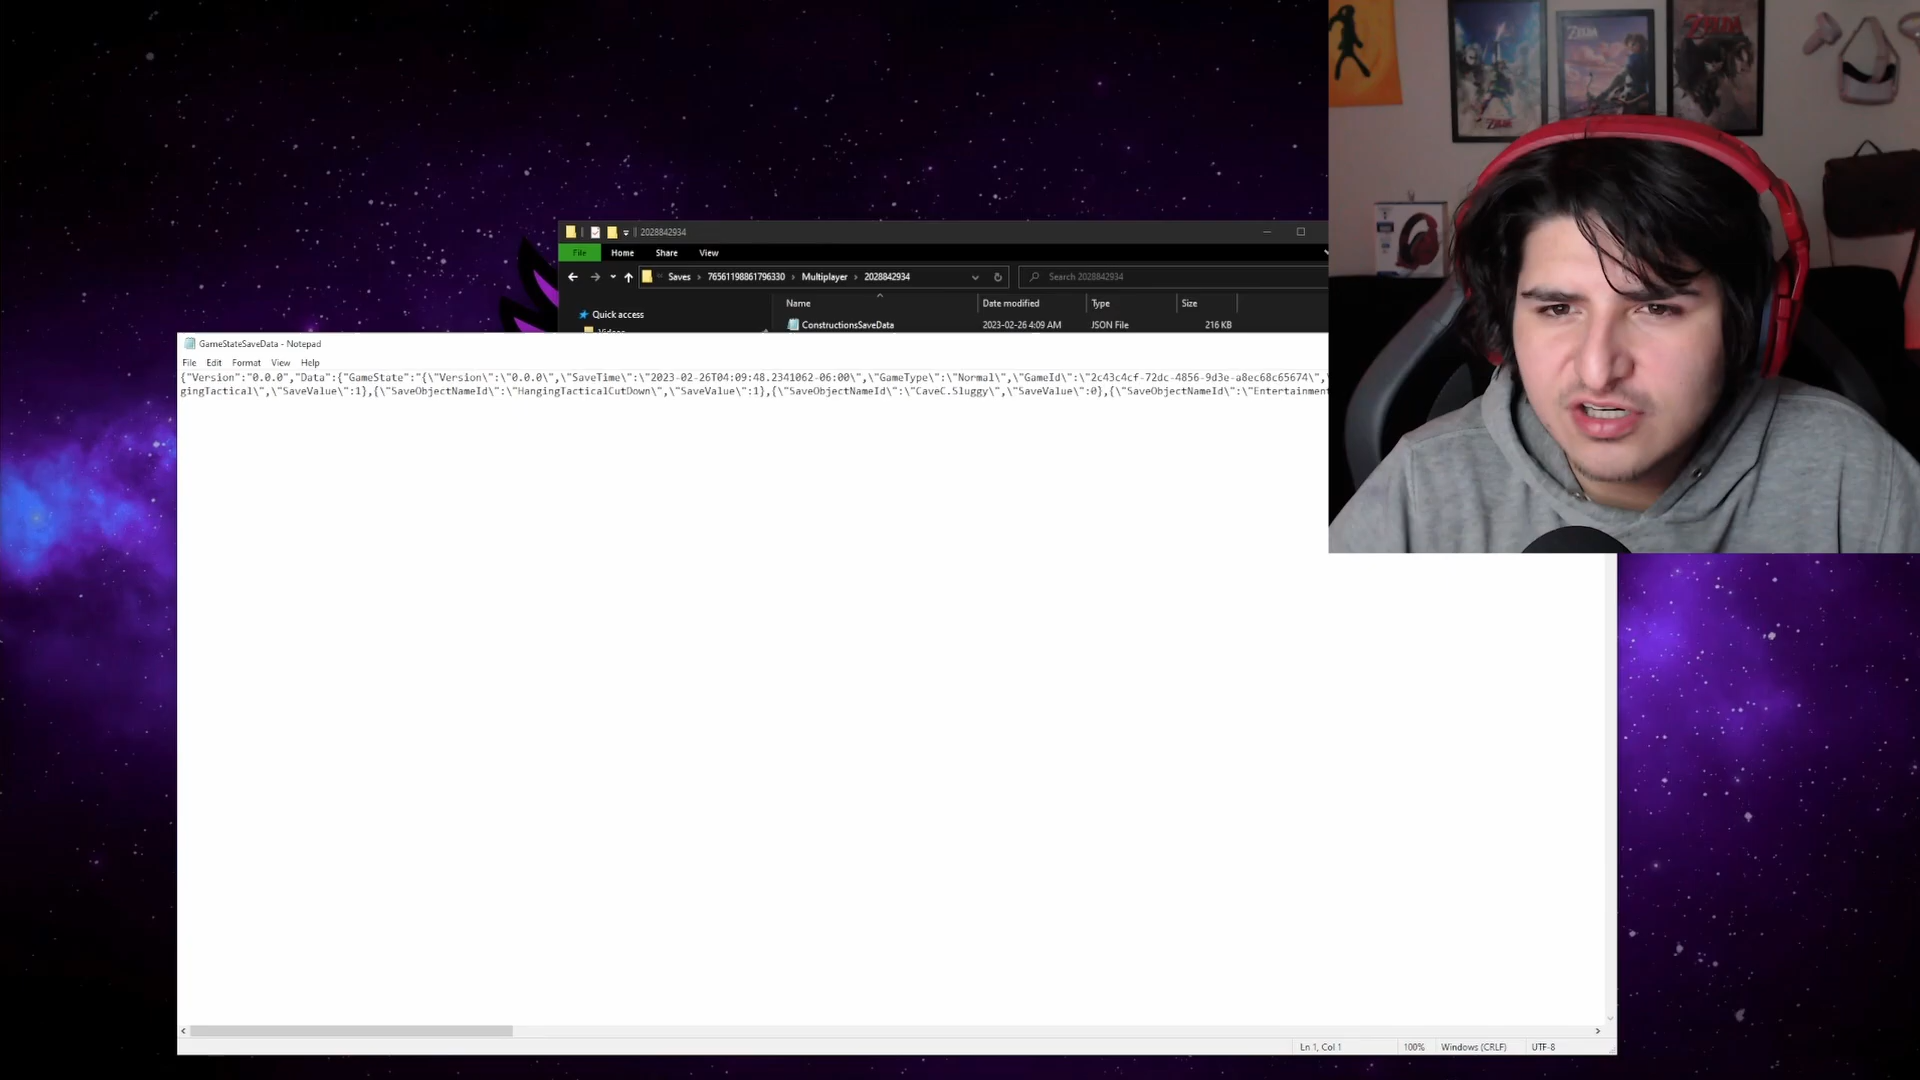 ZELDA
ZELDA
ZELDA
2028842934
File Home Share View
Saves 76561198861796330 Multiplayer 2028842934 Search 2028842934
Name Date modified Type Size
Quick access
ConstructionsSaveData 2023-02-26 4:09 AM JSON File 216 KB
GameStateSaveData - Notepad
File Edit Format View Help
{"Version":"0.0.0","Data":{"GameState":"{\"Version\":\"0.0.0\",\"SaveTime\":\"2023-02-26T04:09:48.2341062-06:00\",\"GameType\":\"Normal\",\"GameId\":\"2c43c4cf-72dc-4856-9d3e-a8ec68c65674\",
gingTactical\",\"SaveValue\":1},{\"SaveObjectNameId\":\"HangingTacticalCutDown\",\"SaveValue\":1},{\"SaveObjectNameId\":\"CaveC.Sluggy\",\"SaveValue\":0},{\"SaveObjectNameId\":\"Entertainment
Ln 1, Col 1 100% Windows (CRLF) UTF-8